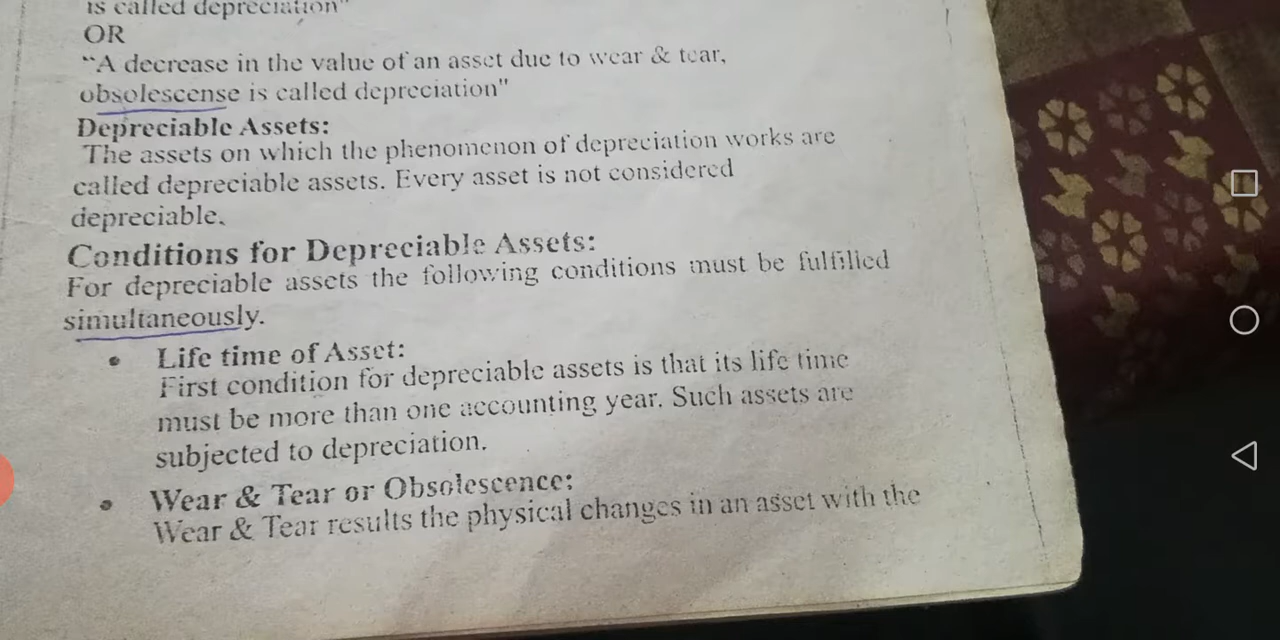 is called depreciation"
OR
"A decrease in the value of an asset due to wear & tear,
obsolescense is called depreciation"
Depreciable Assets:
The assets on which the phenomenon of depreciation works are
called depreciable assets. Every asset is not considered
depreciable.
Conditions for Depreciable Assets:
For depreciable assets the following conditions must be fulfilled
simultaneously.
• Life time of Asset:
First condition for depreciable assets is that its life time
must be more than one accounting year. Such assets are
subjected to depreciation.
• Wear & Tear or Obsolescence:
Wear & Tear results the physical changes in an asset with the